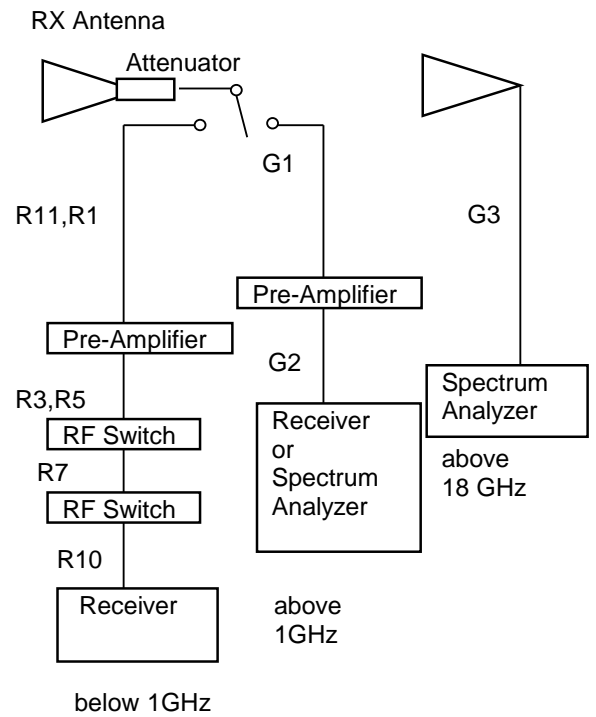 RX Antenna
Attenuator
G1
R11,R1
G3
Pre-Amplifier
Pre-Amplifier
G2
R3,R5
RF Switch
R7
RF Switch
R10
Receiver
below 1GHz
Receiver
or
Spectrum
Analyzer
above
1GHz
Spectrum
Analyzer
above
18 GHz